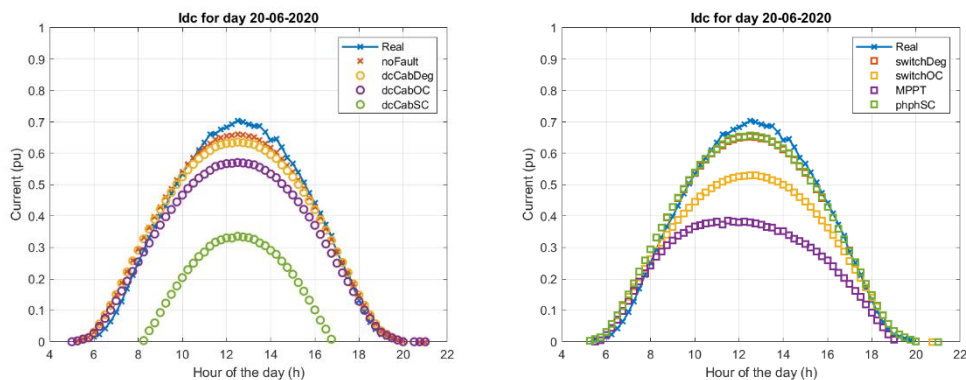 Idc for day 20-06-2020
1
0.9
0.8
0.7
0.6
0.5
0.4
0.3
0.2
0.1
0
Current (pu)
4 6 8 10 12 14 16 18 20 22
Hour of the day (h)
Real
noFault
dcCabDeg
dcCabOC
dcCabSC
Idc for day 20-06-2020
1
0.9
0.8
0.7
0.6
0.5
0.4
0.3
0.2
0.1
0
Current (pu)
4 6 8 10 12 14 16 18 20 22
Hour of the day (h)
Real
switchDeg
switchOC
MPPT
phphSC